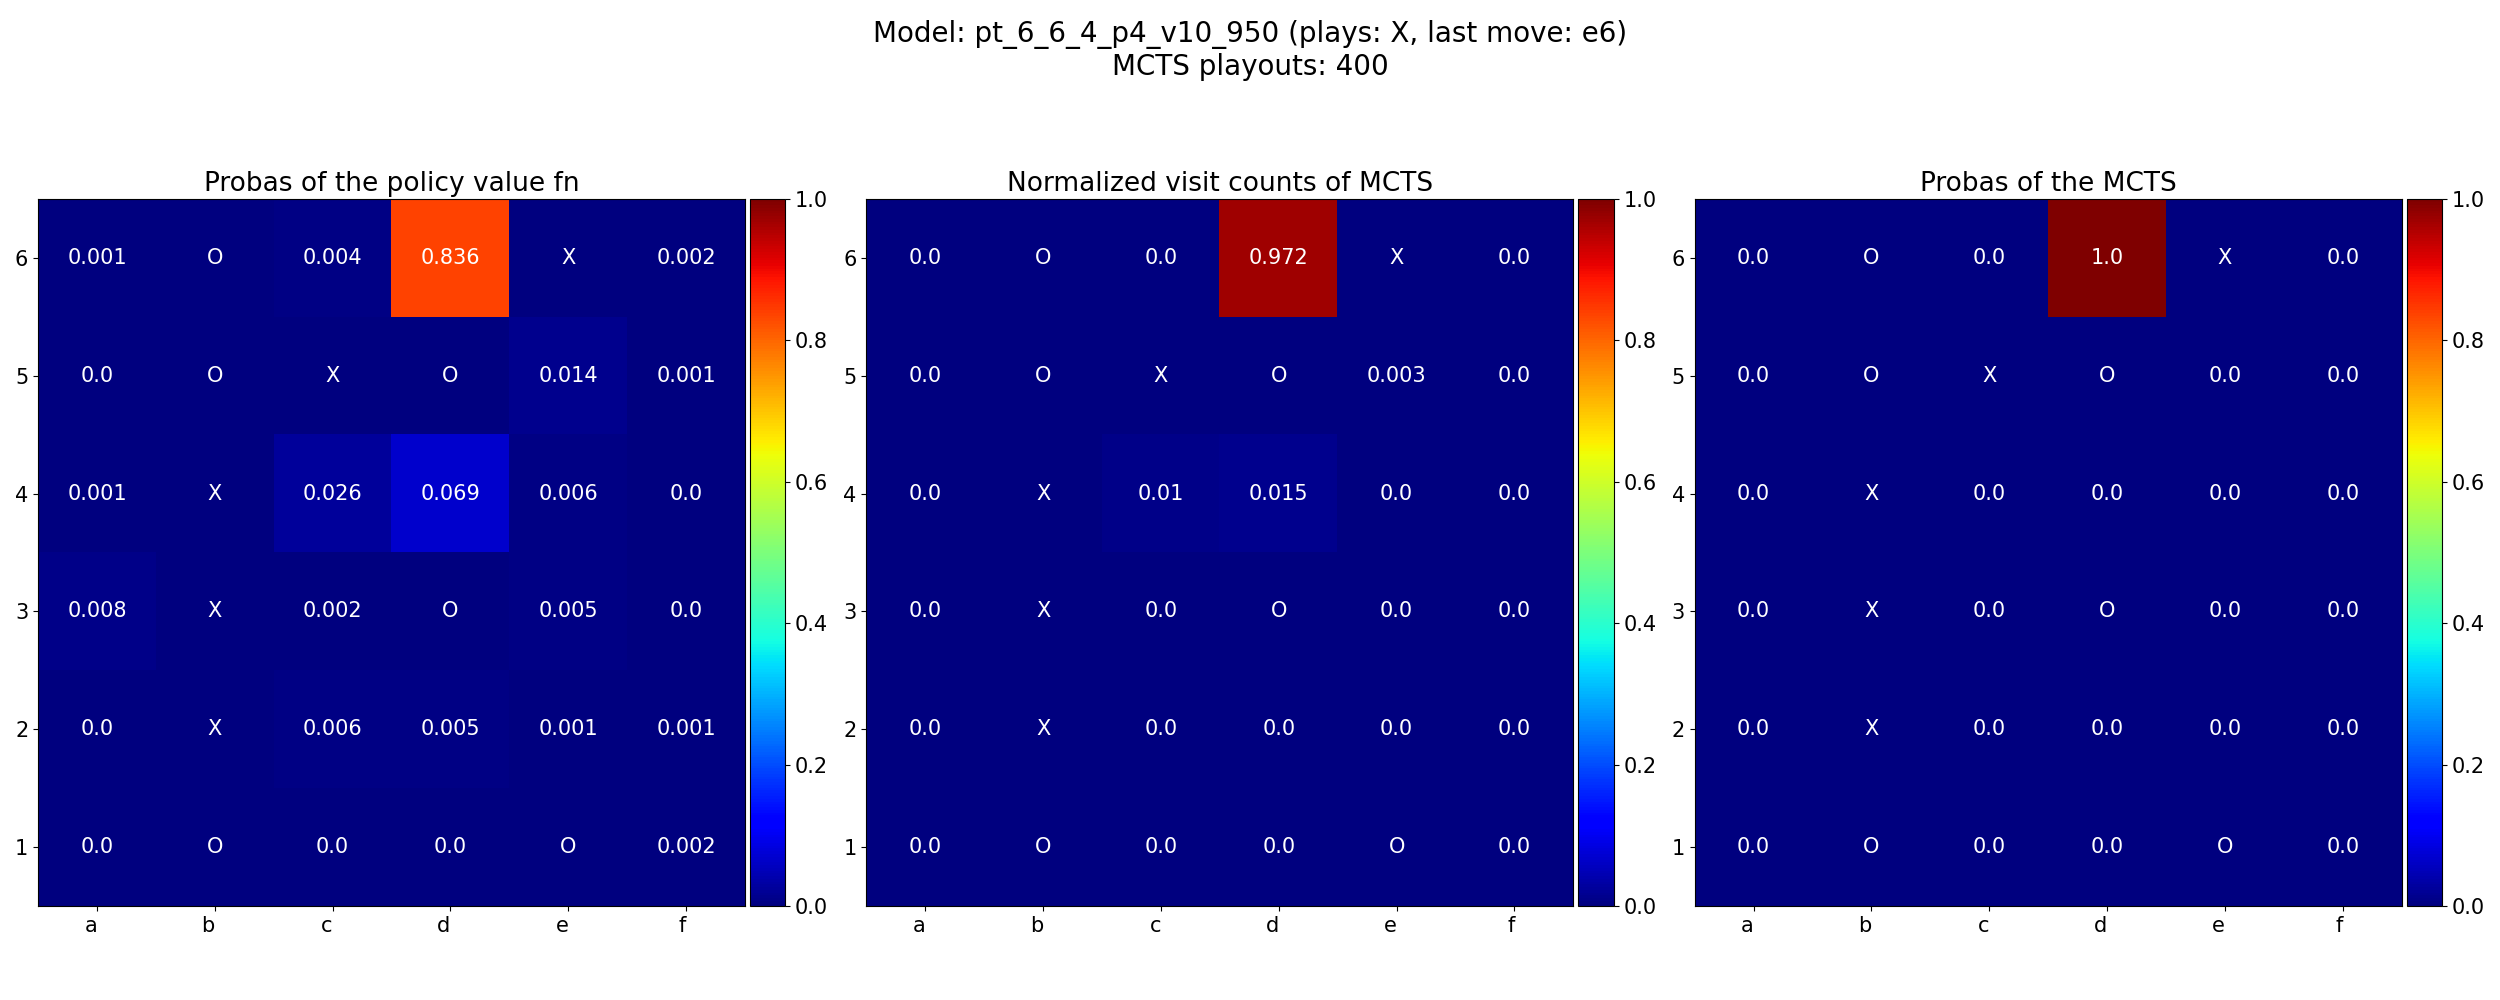 Model: pt_6_6_4_p4_v10_950 (plays: X, last move: e6)
MCTS playouts: 400
Probas of the policy value fn
6 0.001 O 0.004 0.836 X 0.002
5 0.0 O X O 0.014 0.001
4 0.001 X 0.026 0.069 0.006 0.0
3 0.008 X 0.002 O 0.005 0.0
2 0.0 X 0.006 0.005 0.001 0.001
1 0.0 O 0.0 0.0 O 0.002
a b c d e f
1.0
0.8
0.6
0.4
0.2
0.0
Normalized visit counts of MCTS
6 0.0 O 0.0 0.972 X 0.0
5 0.0 O X O 0.003 0.0
4 0.0 X 0.01 0.015 0.0 0.0
3 0.0 X 0.0 O 0.0 0.0
2 0.0 X 0.0 0.0 0.0 0.0
1 0.0 O 0.0 0.0 O 0.0
a b c d e f
1.0
0.8
0.6
0.4
0.2
0.0
Probas of the MCTS
6 0.0 O 0.0 1.0 X 0.0
5 0.0 O X O 0.0 0.0
4 0.0 X 0.0 0.0 0.0 0.0
3 0.0 X 0.0 O 0.0 0.0
2 0.0 X 0.0 0.0 0.0 0.0
1 0.0 O 0.0 0.0 O 0.0
a b c d e f
1.0
0.8
0.6
0.4
0.2
0.0